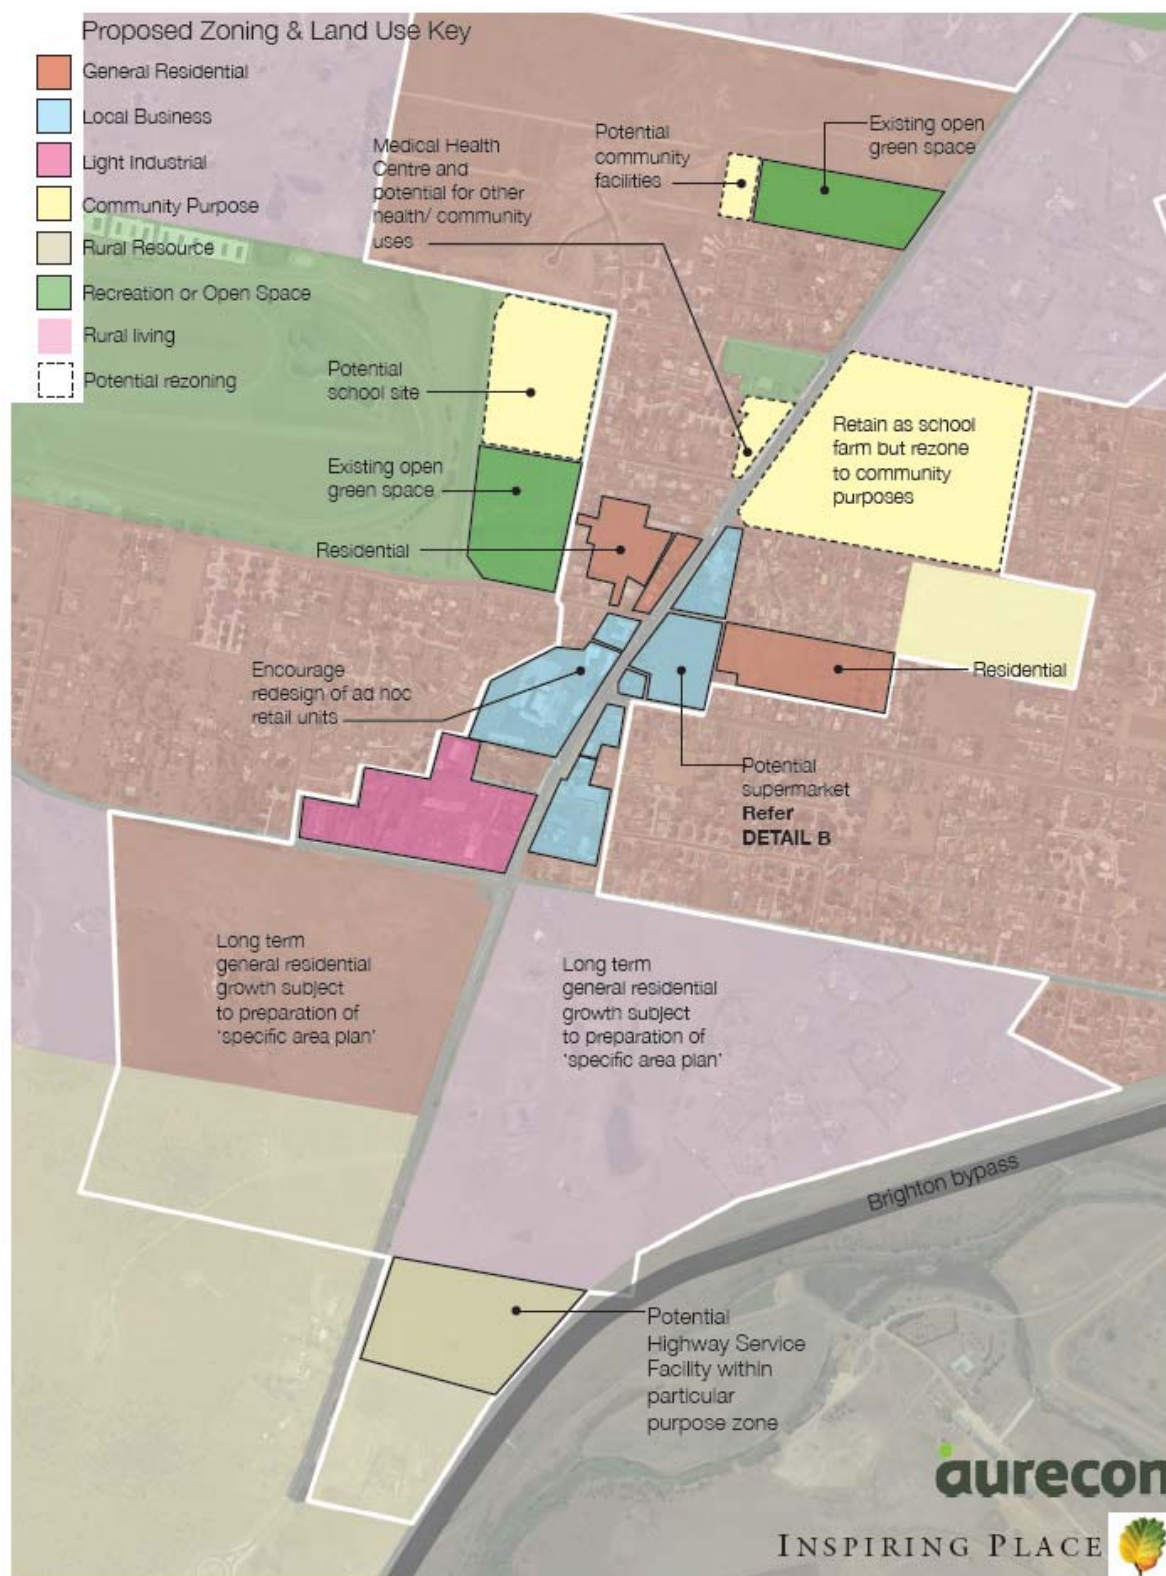 Proposed Zoning & Land Use Key
General Residential
Local Business
Light Industrial
Community Purpose
Rural Resource
Recreation or Open Space
Rural living
Potential rezoning
Medical Health
Centre and
potential for other
health/ community
uses
Potential
community
facilities
Existing open
green space
Potential
school site
Existing open
green space
Residential
Retain as school
farm but rezone
to community
purposes
Encourage
redesign of ad hoc
retail units
Residential
Potential
supermarket
Refer
DETAIL B
Long term
general residential
growth subject
to preparation of
‘specific area plan’
Long term
general residential
growth subject
to preparation of
‘specific area plan’
Brighton bypass
Potential
Highway Service
Facility within
particular
purpose zone
aurecon
INSPIRING PLACE